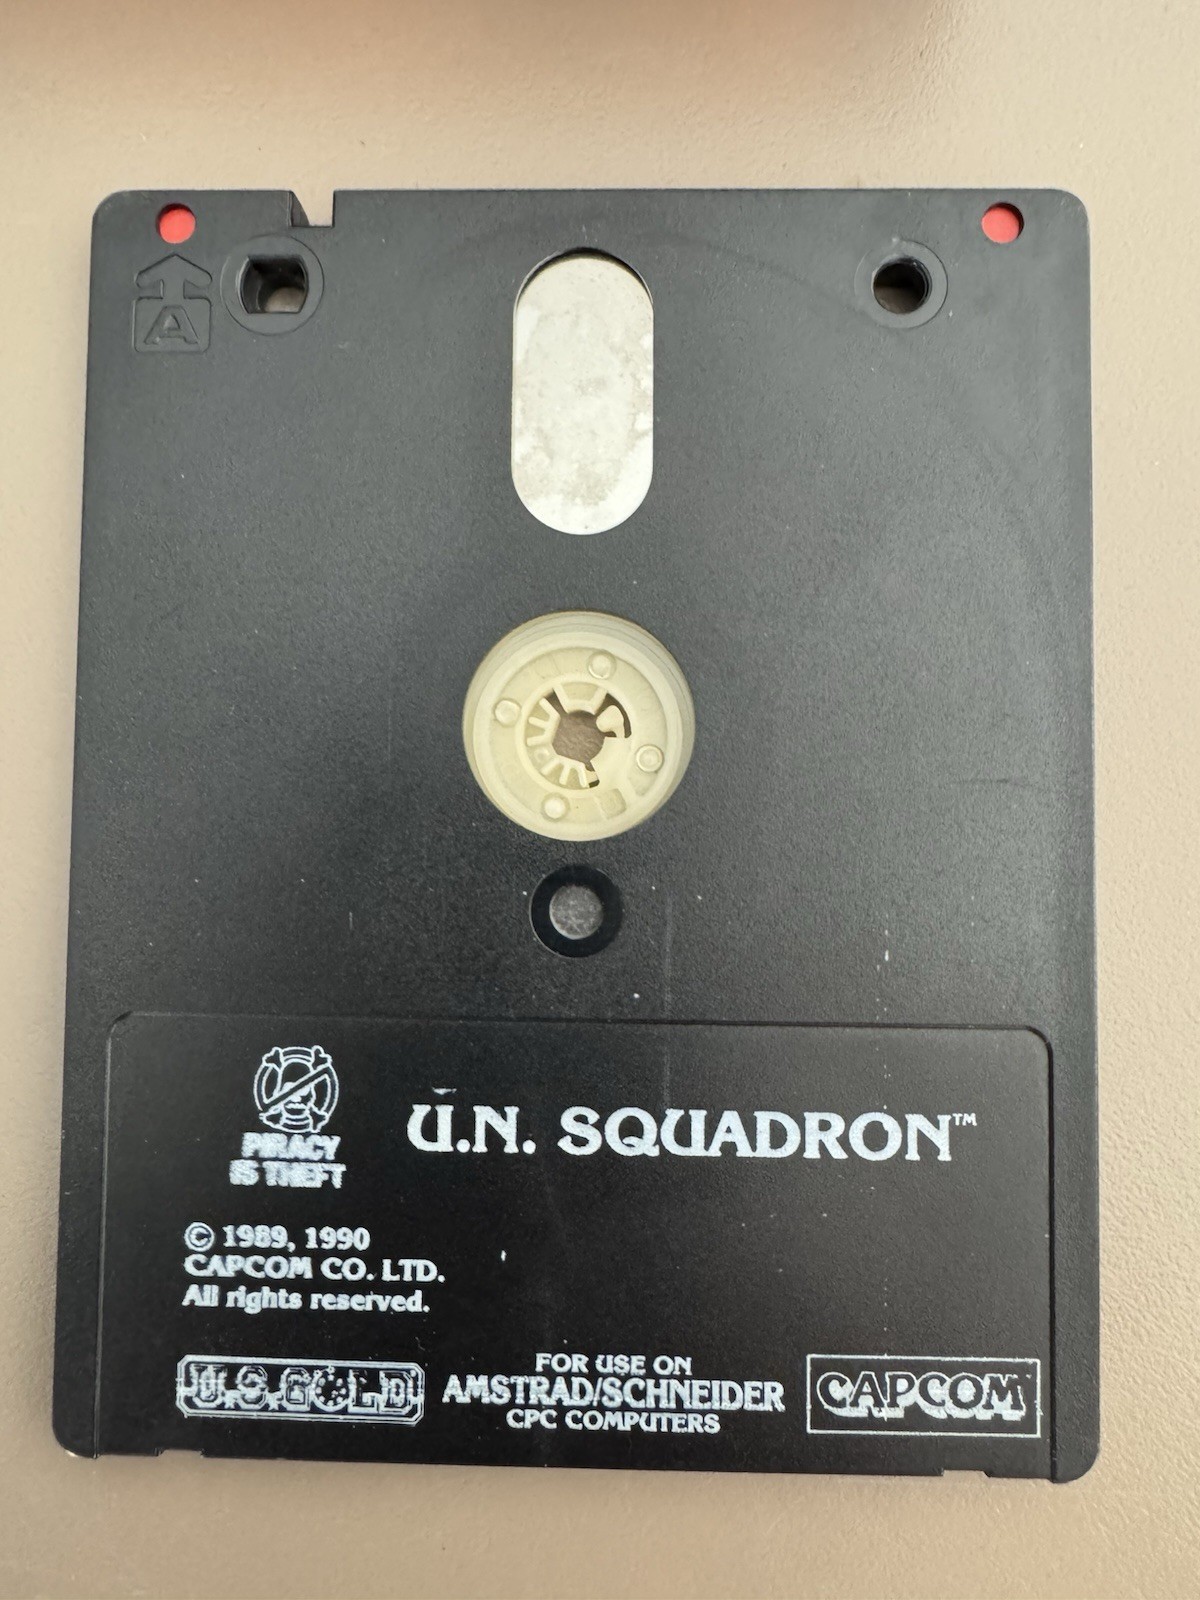 A
PIRACY
IS THEFT
U.N. SQUADRON™
© 1989, 1990
CAPCOM CO. LTD.
All rights reserved.
U.S. GOLD
FOR USE ON
AMSTRAD/SCHNEIDER
CPC COMPUTERS
CAPCOM